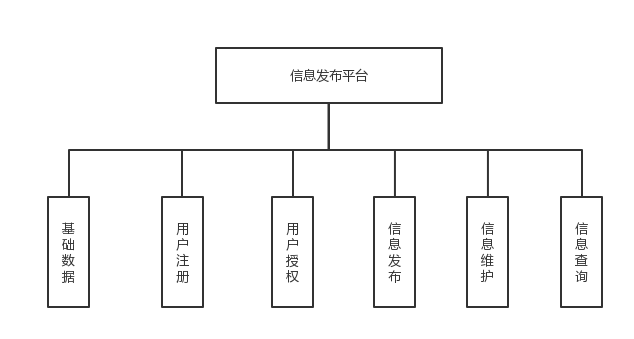 信息发布平台
基础数据
用户注册
用户授权
信息发布
信息维护
信息查询